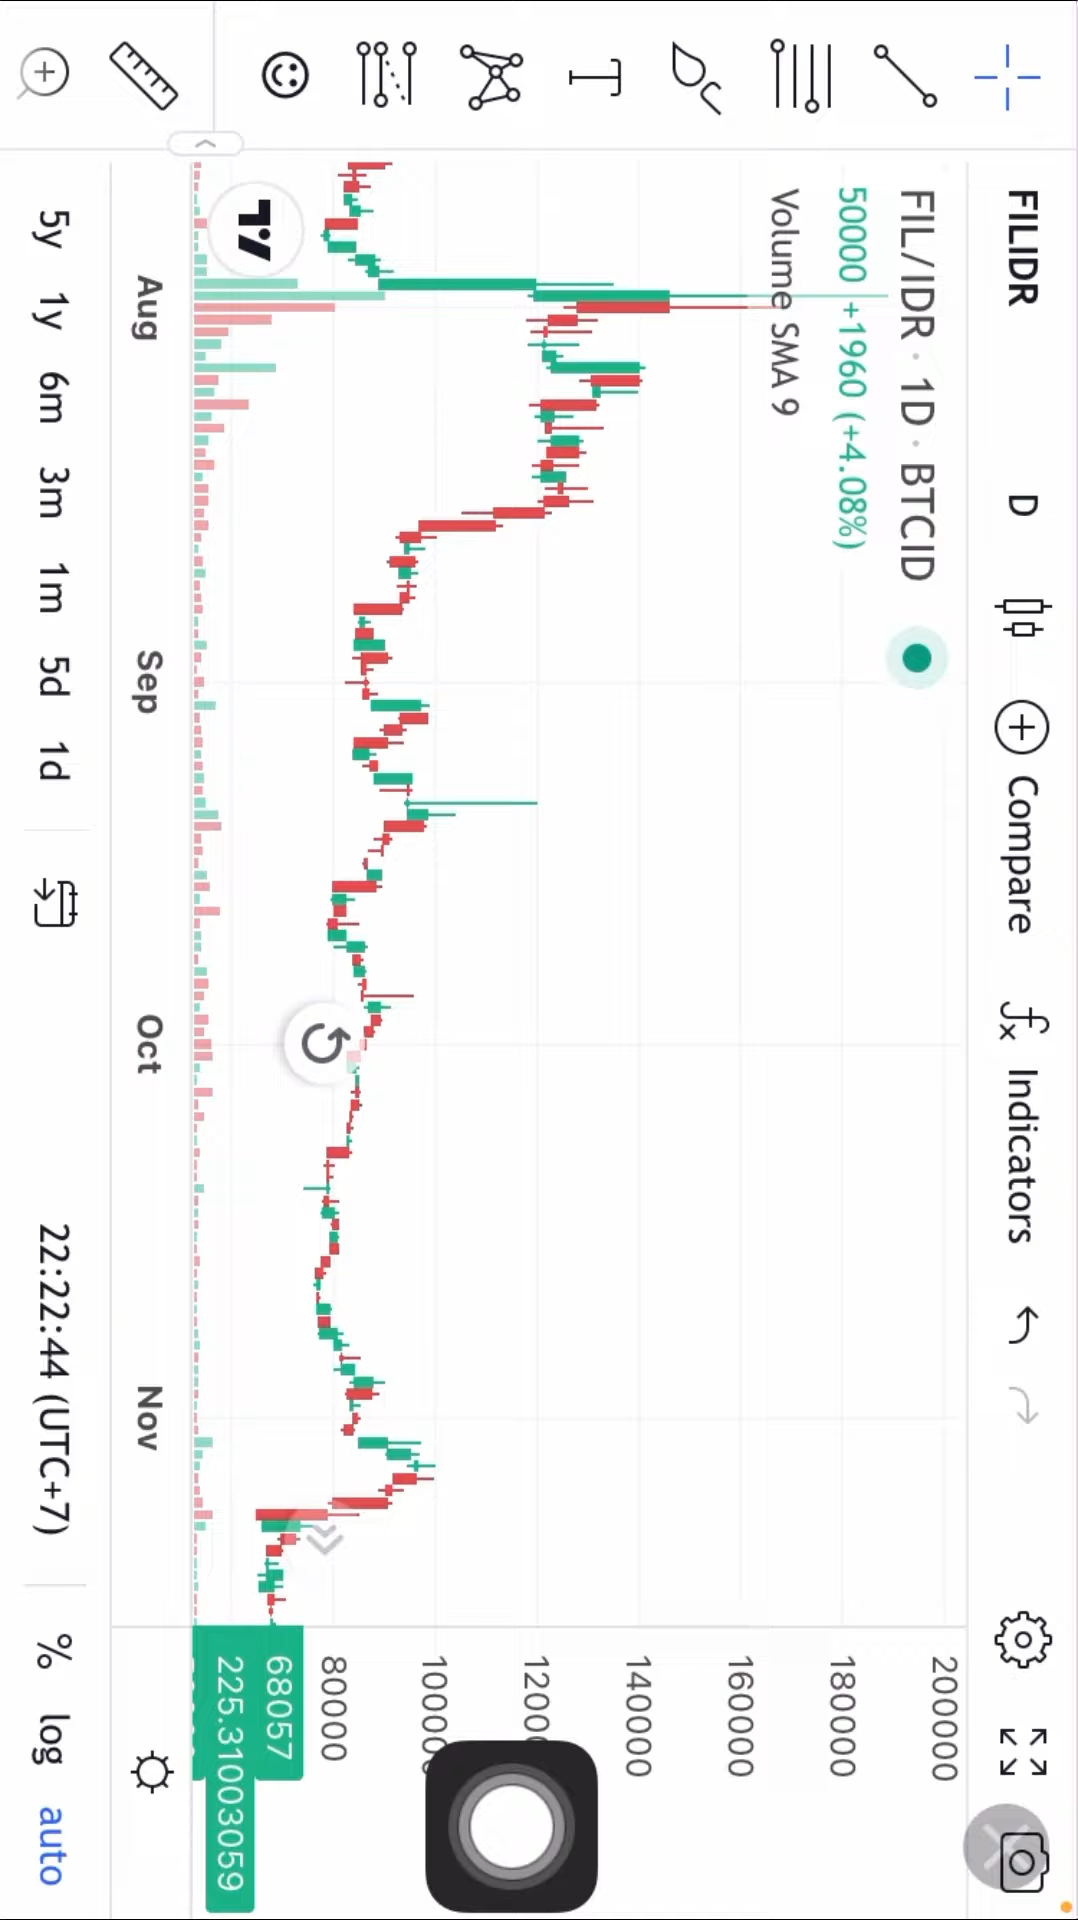 FILIDR D Compare Indicators
FIL/IDR · 1D · BTCID
50000 +1960 (+4.08%)
Volume SMA 9
200000
180000
160000
140000
80000
68057
225.31003059
Aug Sep Oct Nov
5y 1y 6m 3m 1m 5d 1d 22:22:44 (UTC+7) % log auto